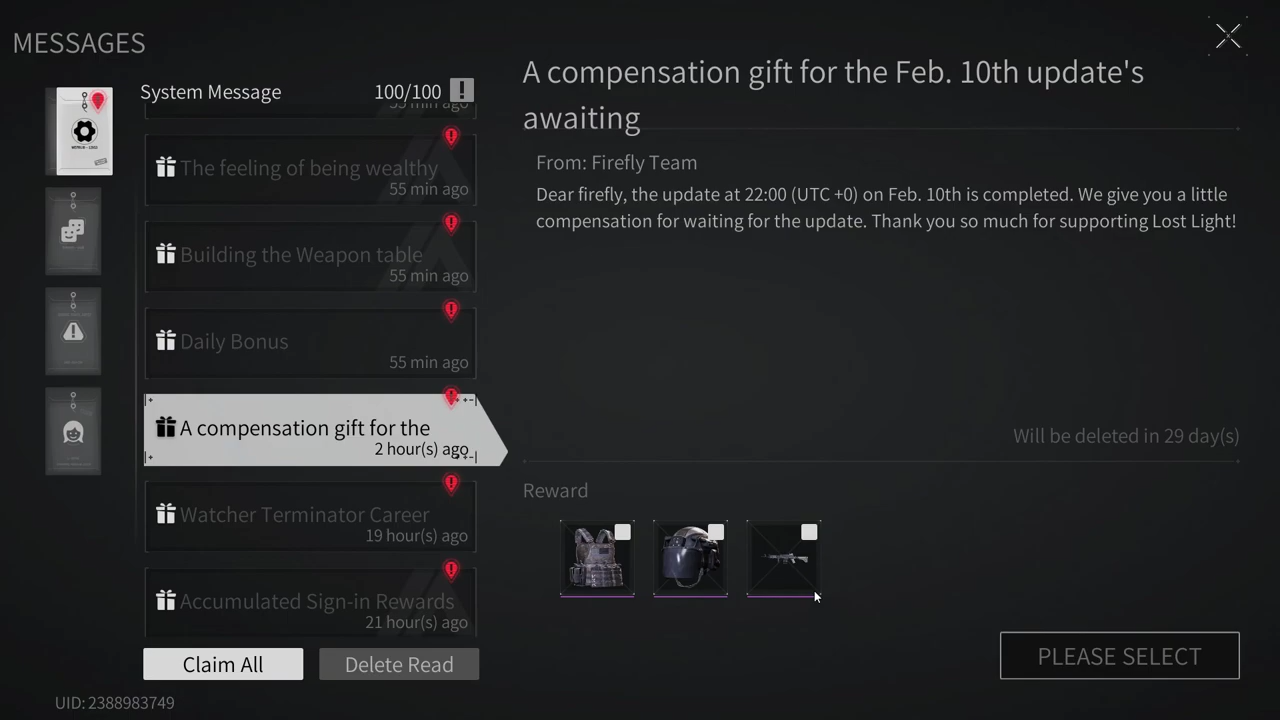 MESSAGES
System Message 100/100
55 min ago
The feeling of being wealthy
55 min ago
Building the Weapon table
55 min ago
Daily Bonus
55 min ago
A compensation gift for the
2 hour(s) ago
Watcher Terminator Career
19 hour(s) ago
Accumulated Sign-in Rewards
21 hour(s) ago
Claim All
Delete Read
UID: 2388983749
A compensation gift for the Feb. 10th update's
awaiting
From: Firefly Team
Dear firefly, the update at 22:00 (UTC +0) on Feb. 10th is completed. We give you a little
compensation for waiting for the update. Thank you so much for supporting Lost Light!
Will be deleted in 29 day(s)
Reward
PLEASE SELECT